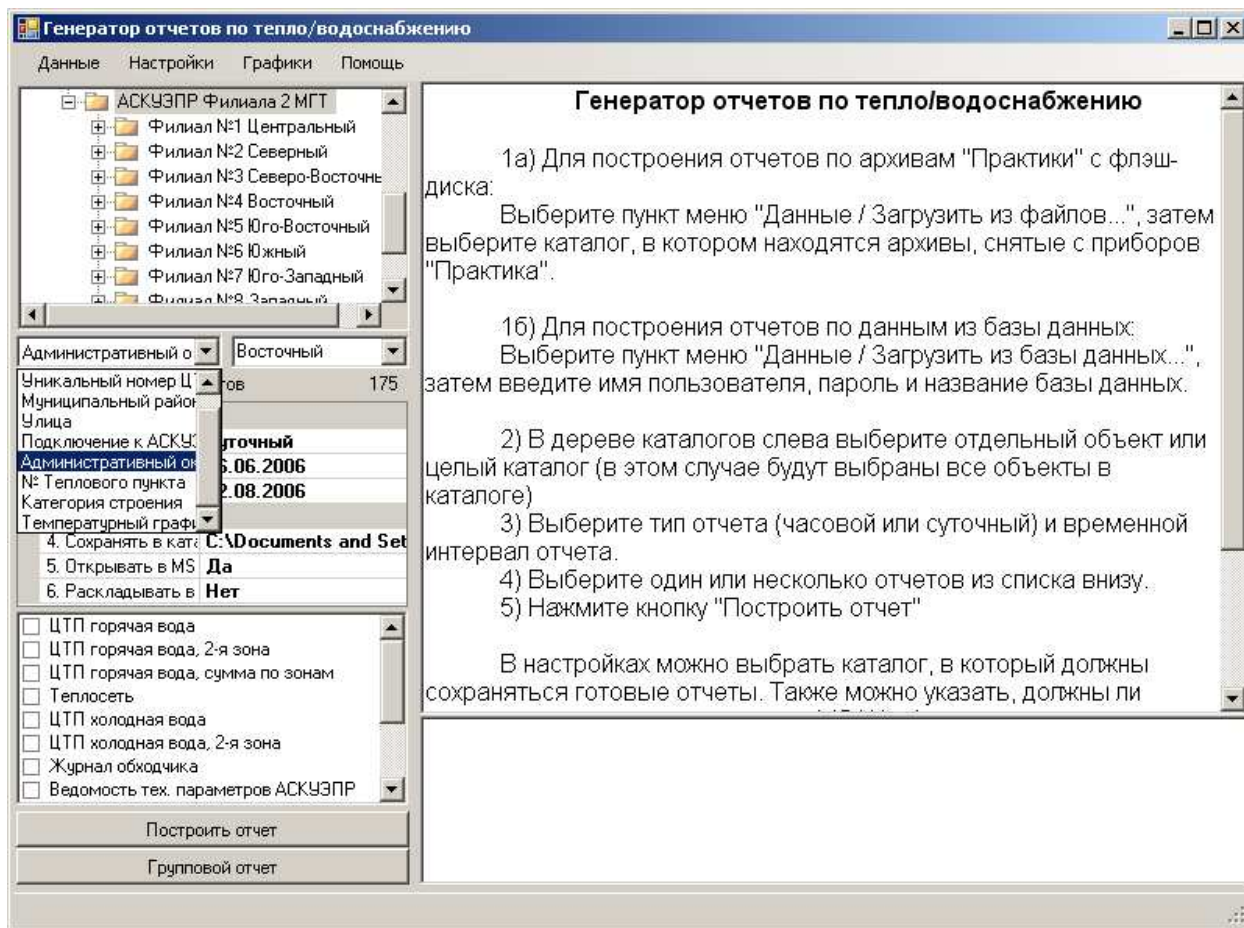 Генератор отчетов по тепло/водоснабжению
Данные Настройки Графики Помощь
АСКУЭПР Филиала 2 МГТ
Филиал №1 Центральный
Филиал №2 Северный
Филиал №3 Северо-Восточны
Филиал №4 Восточный
Филиал №5 Юго-Восточный
Филиал №6 Южный
Филиал №7 Юго-Западный
Филиал №8 Западный
Административный о
Восточный
Уникальный номер Ц
Муниципальный район
Улица
Подключение к АСКУЭ
Административный ок
№ Теплового пункта
Категория строения
Температурный графи
тов 175
уточный
6.06.2006
2.08.2006
4. Сохранять в ката C:\Documents and Set
5. Открывать в MS Да
6. Раскладывать в Нет
ЦТП горячая вода
ЦТП горячая вода, 2-я зона
ЦТП горячая вода, сумма по зонам
Теплосеть
ЦТП холодная вода
ЦТП холодная вода, 2-я зона
Журнал обходчика
Ведомость тех. параметров АСКУЭПР
Построить отчет
Групповой отчет
Генератор отчетов по тепло/водоснабжению
1а) Для построения отчетов по архивам "Практики" с флэш-
диска:
Выберите пункт меню "Данные / Загрузить из файлов...", затем
выберите каталог, в котором находятся архивы, снятые с приборов
"Практика".
1б) Для построения отчетов по данным из базы данных:
Выберите пункт меню "Данные / Загрузить из базы данных...",
затем введите имя пользователя, пароль и название базы данных.
2) В дереве каталогов слева выберите отдельный объект или
целый каталог (в этом случае будут выбраны все объекты в
каталоге)
3) Выберите тип отчета (часовой или суточный) и временной
интервал отчета.
4) Выберите один или несколько отчетов из списка внизу.
5) Нажмите кнопку "Построить отчет"
В настройках можно выбрать каталог, в который должны
сохраняться готовые отчеты. Также можно указать, должны ли